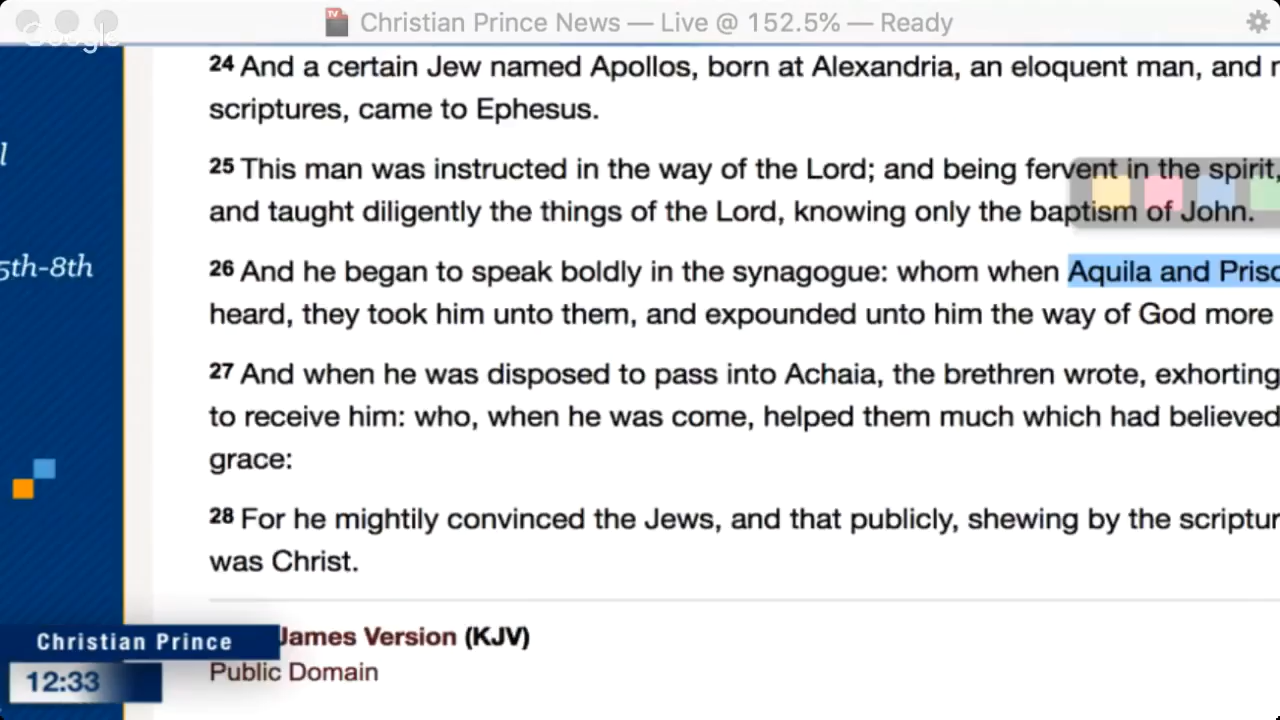 Christian Prince News — Live @ 152.5% — Ready
Google
24 And a certain Jew named Apollos, born at Alexandria, an eloquent man, and
scriptures, came to Ephesus.
25 This man was instructed in the way of the Lord; and being fervent in the spirit,
and taught diligently the things of the Lord, knowing only the baptism of John.
5th-8th
26 And he began to speak boldly in the synagogue: whom when Aquila and Prisc
heard, they took him unto them, and expounded unto him the way of God more
27 And when he was disposed to pass into Achaia, the brethren wrote, exhorting
to receive him: who, when he was come, helped them much which had believed
grace:
28 For he mightily convinced the Jews, and that publicly, shewing by the scriptur
was Christ.
James Version (KJV)
Public Domain
Christian Prince
12:33